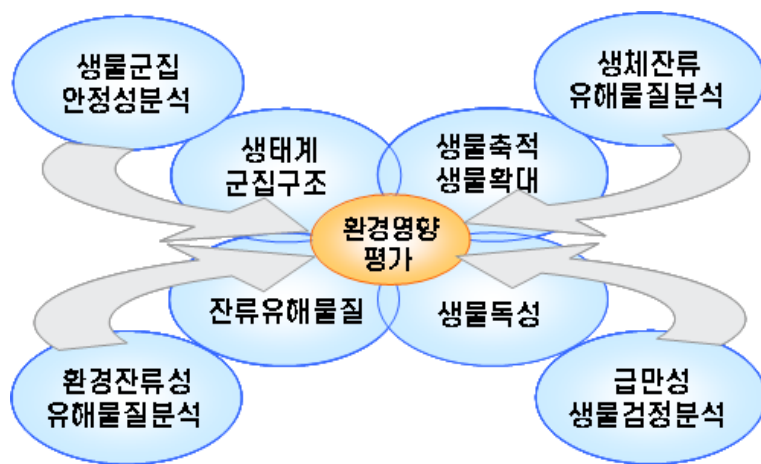 생물군집
안정성분석
생체잔류
유해물질분석
생태계
군집구조
생물축적
생물확대
환경영향
평가
잔류유해물질
생물독성
환경잔류성
유해물질분석
급만성
생물검정분석